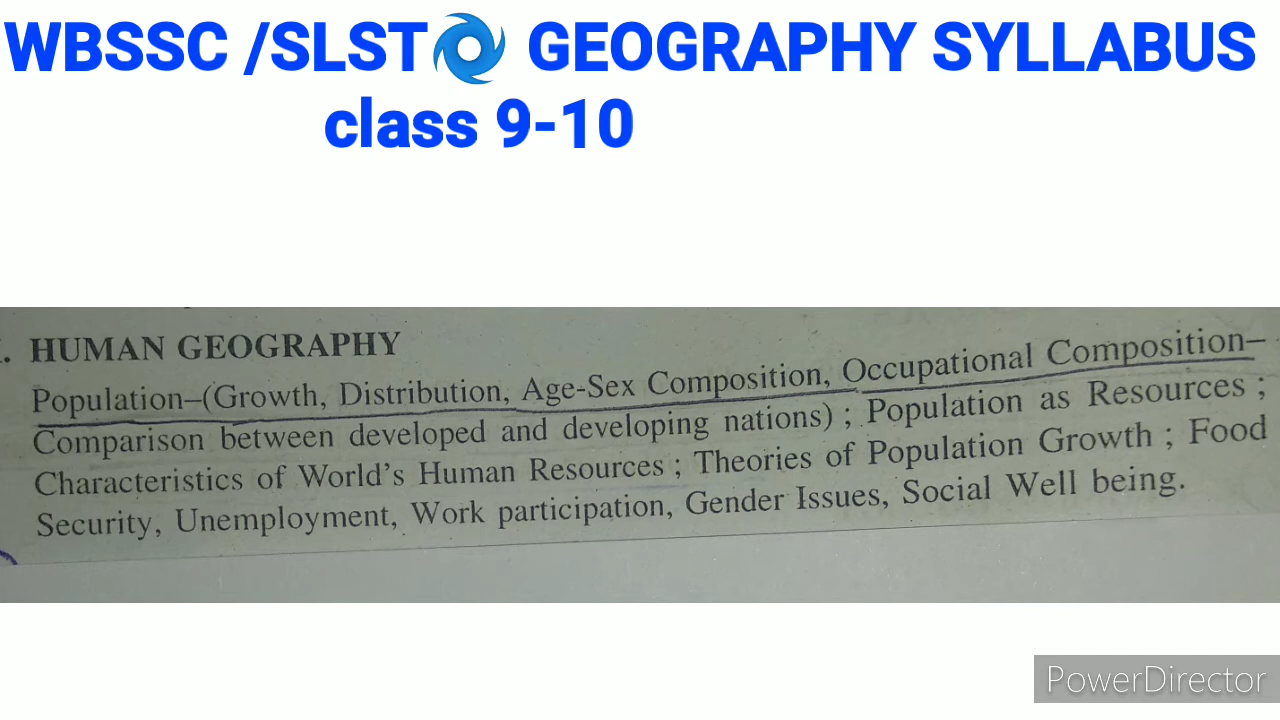 WBSSC /SLST🌀 GEOGRAPHY SYLLABUS
class 9-10
. HUMAN GEOGRAPHY
Population–(Growth, Distribution, Age-Sex Composition, Occupational Composition–
Comparison between developed and developing nations) ; Population as Resources ;
Characteristics of World's Human Resources ; Theories of Population Growth ; Food
Security, Unemployment, Work participation, Gender Issues, Social Well being.
PowerDirector